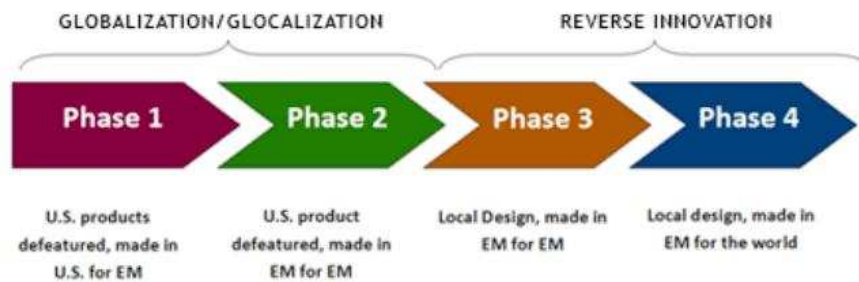 GLOBALIZATION/GLOCALIZATION
REVERSE INNOVATION
Phase 1
Phase 2
Phase 3
Phase 4
U.S. products
defeatured, made in
U.S. for EM
U.S. product
defeatured, made in
EM for EM
Local Design, made in
EM for EM
Local design, made in
EM for the world